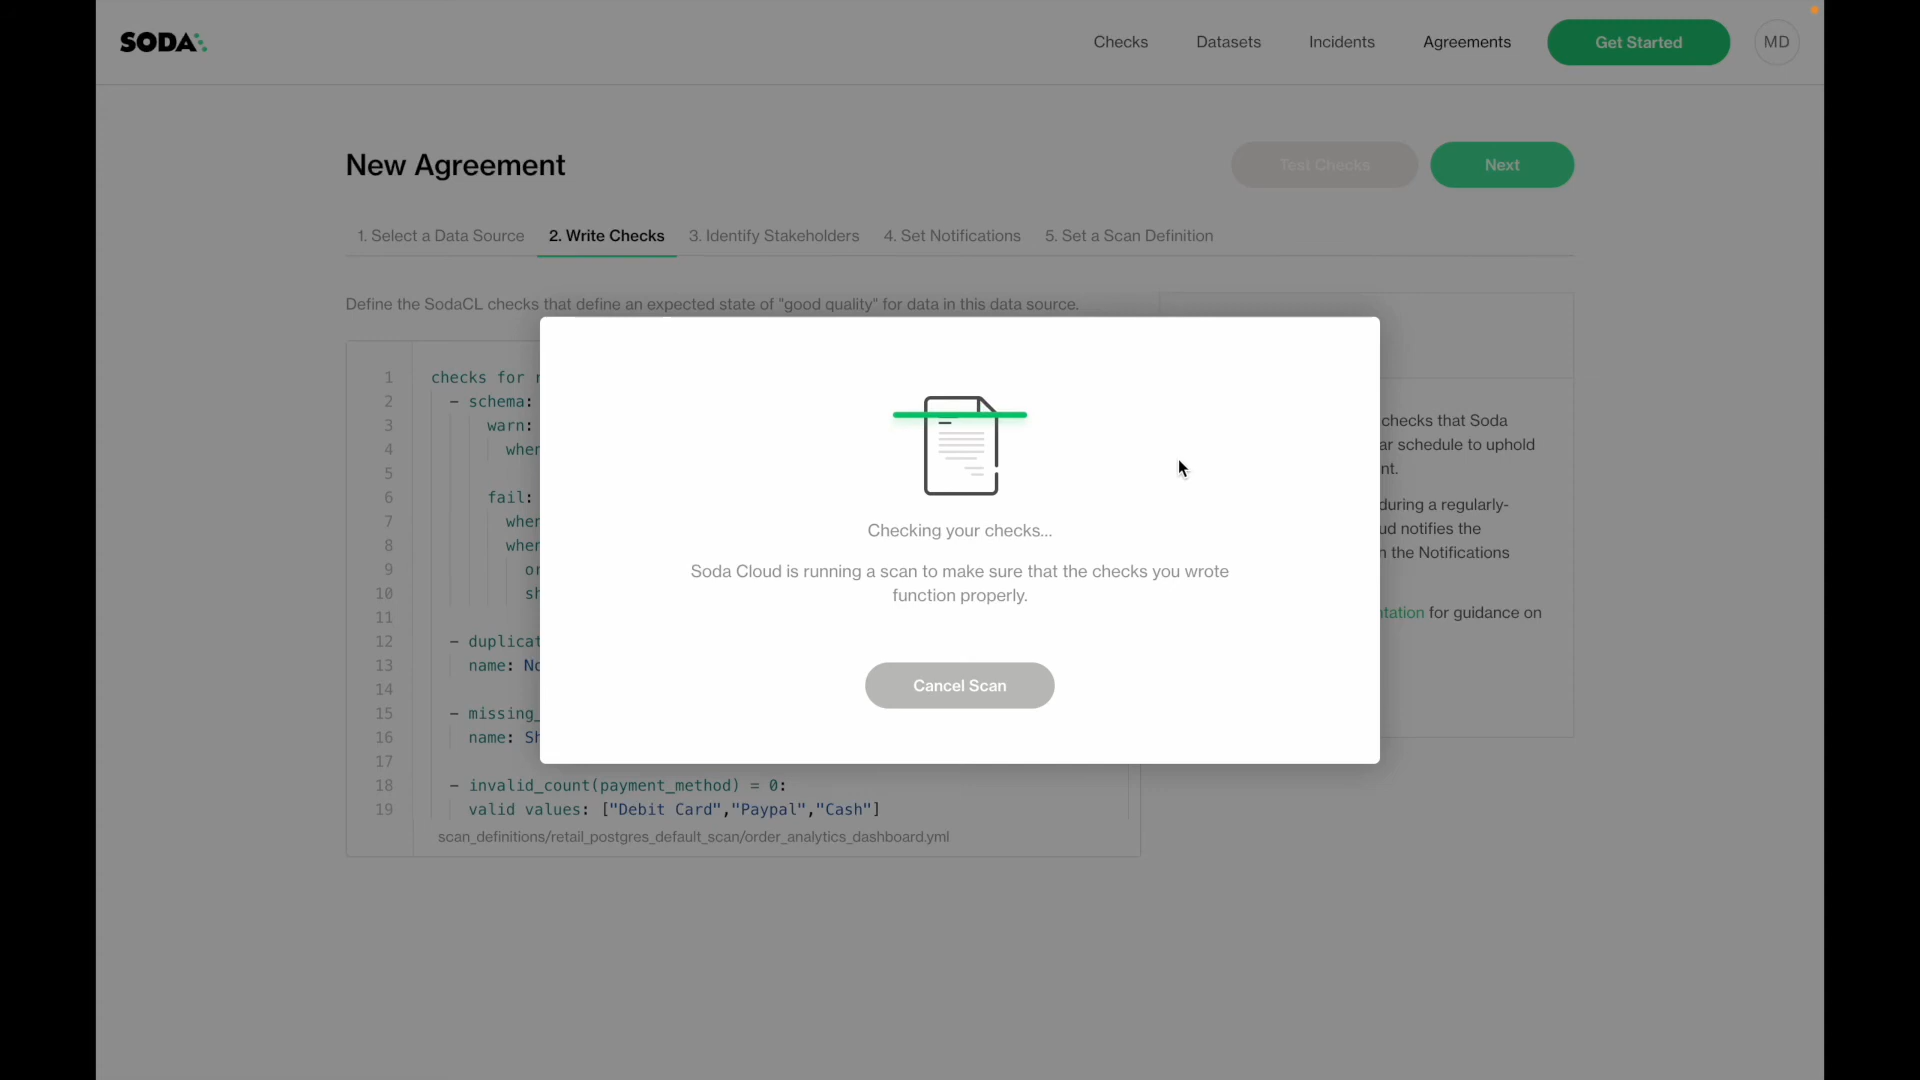 SODA
Checks
Datasets
Incidents
Agreements
Get Started
MD
New Agreement
Test Checks
Next
1. Select a Data Source
2. Write Checks
3. Identify Stakeholders
4. Set Notifications
5. Set a Scan Definition
Define the SodaCL checks that define an expected state of "good quality" for data in this data source.
1 checks for
2 - schema:
3 warn:
4 when
5
6 fail:
7 when
8 when
9
10
11
12 - duplicat
13 name: No
14
15 - missing_
16 name: Sh
17
18 - invalid_count(payment_method) = 0:
19 valid values: ["Debit Card","Paypal","Cash"]
scan_definitions/retail_postgres_default_scan/order_analytics_dashboard.yml
Checking your checks...
Soda Cloud is running a scan to make sure that the checks you wrote
function properly.
Cancel Scan
checks that Soda
ar schedule to uphold
nt.
during a regularly-
ud notifies the
n the Notifications
tation for guidance on